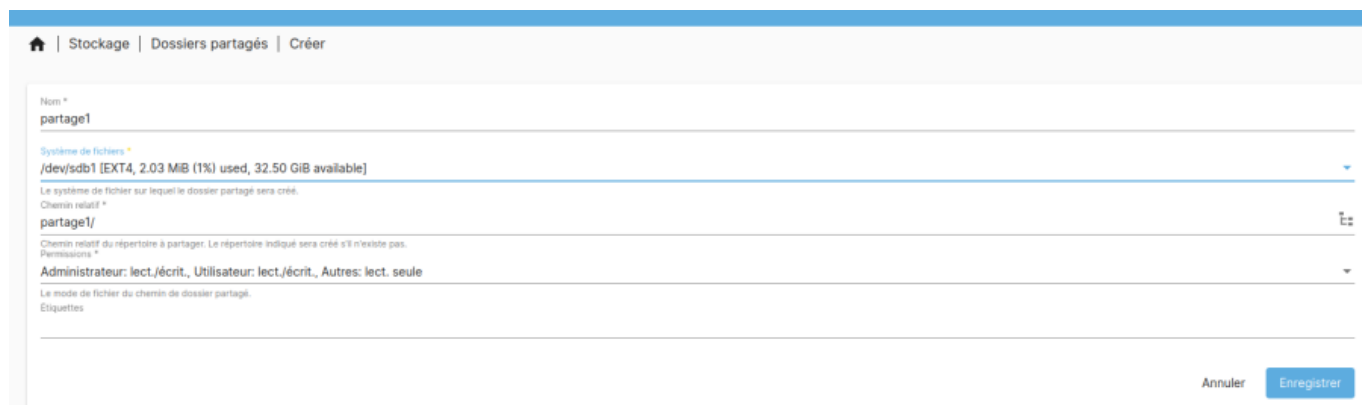 Stockage | Dossiers partagés | Créer
Nom *
partage1
Système de fichiers *
/dev/sdb1 [EXT4, 2.03 MiB (1%) used, 32.50 GiB available]
Le système de fichier sur lequel le dossier partagé sera créé.
Chemin relatif *
partage1/
Chemin relatif du répertoire à partager. Le répertoire indiqué sera créé s'il n'existe pas.
Permissions *
Administrateur: lect./écrit., Utilisateur: lect./écrit., Autres: lect. seule
Le mode de fichier du chemin de dossier partagé.
Étiquettes
Annuler Enregistrer